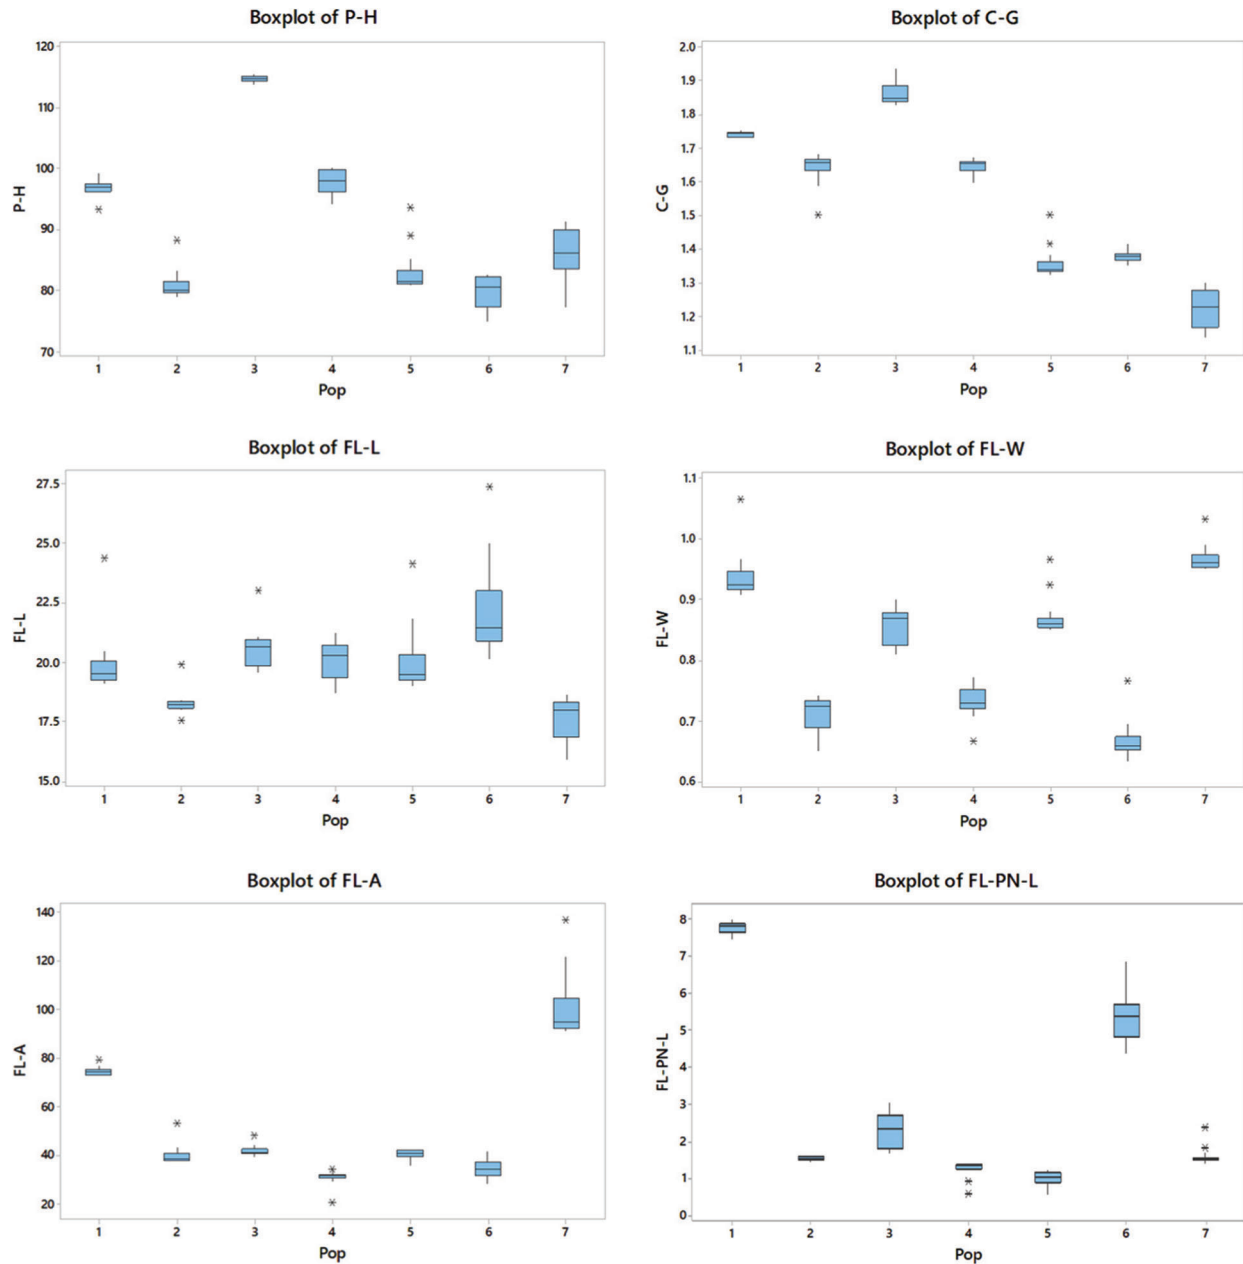 Boxplot of P-H
120
110
100
90
80
70
P-H
1 2 3 4 5 6 7
Pop
Boxplot of C-G
2.0
1.9
1.8
1.7
1.6
1.5
1.4
1.3
1.2
1.1
C-G
1 2 3 4 5 6 7
Pop
Boxplot of FL-L
27.5
25.0
22.5
20.0
17.5
15.0
FL-L
1 2 3 4 5 6 7
Pop
Boxplot of FL-W
1.1
1.0
0.9
0.8
0.7
0.6
FL-W
1 2 3 4 5 6 7
Pop
Boxplot of FL-A
140
120
100
80
60
40
20
FL-A
1 2 3 4 5 6 7
Pop
Boxplot of FL-PN-L
8
7
6
5
4
3
2
1
0
FL-PN-L
1 2 3 4 5 6 7
Pop